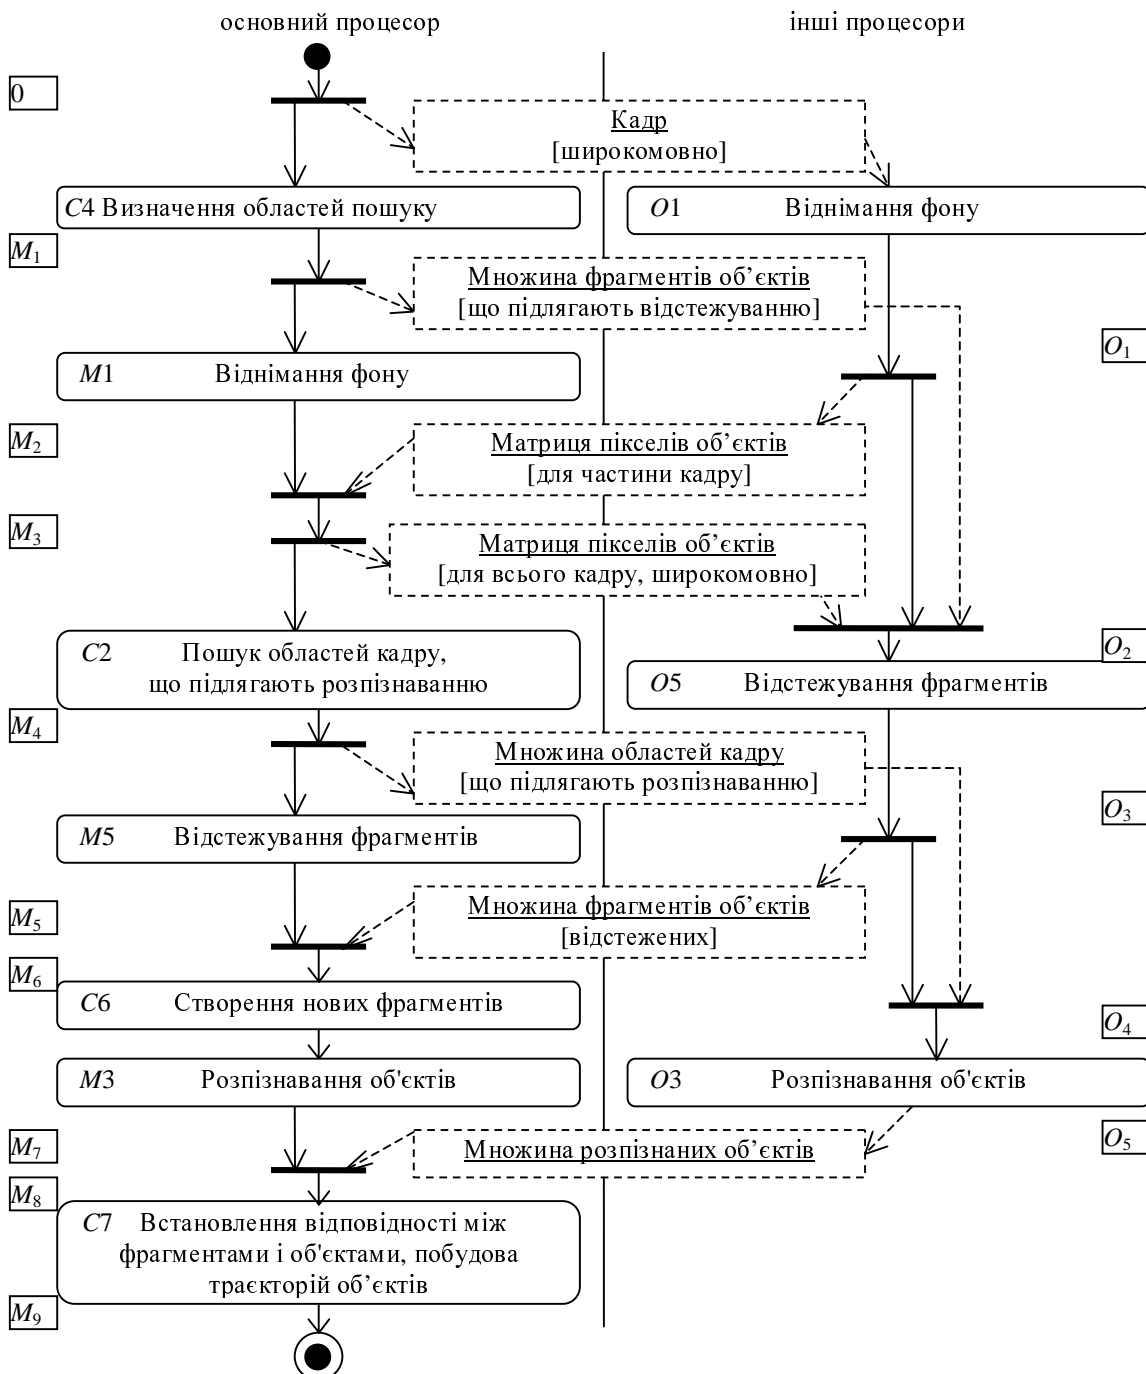 основний процесор
інші процесори
0
Кадр
[широкомовно]
C4 Визначення областей пошуку
O1 Віднімання фону
M1
Множина фрагментів об’єктів
[що підлягають відстежуванню]
O1
M1 Віднімання фону
M2
Матриця пікселів об’єктів
[для частини кадру]
M3
Матриця пікселів об’єктів
[для всього кадру, широкомовно]
O2
C2 Пошук областей кадру,
що підлягають розпізнаванню
O5 Відстежування фрагментів
M4
Множина областей кадру
[що підлягають розпізнаванню]
O3
M5 Відстежування фрагментів
M5
Множина фрагментів об’єктів
[відстежених]
M6
C6 Створення нових фрагментів
O4
M3 Розпізнавання об'єктів
O3 Розпізнавання об'єктів
M7
Множина розпізнаних об’єктів
O5
M8
C7 Встановлення відповідності між
фрагментами і об'єктами, побудова
траєкторій об’єктів
M9